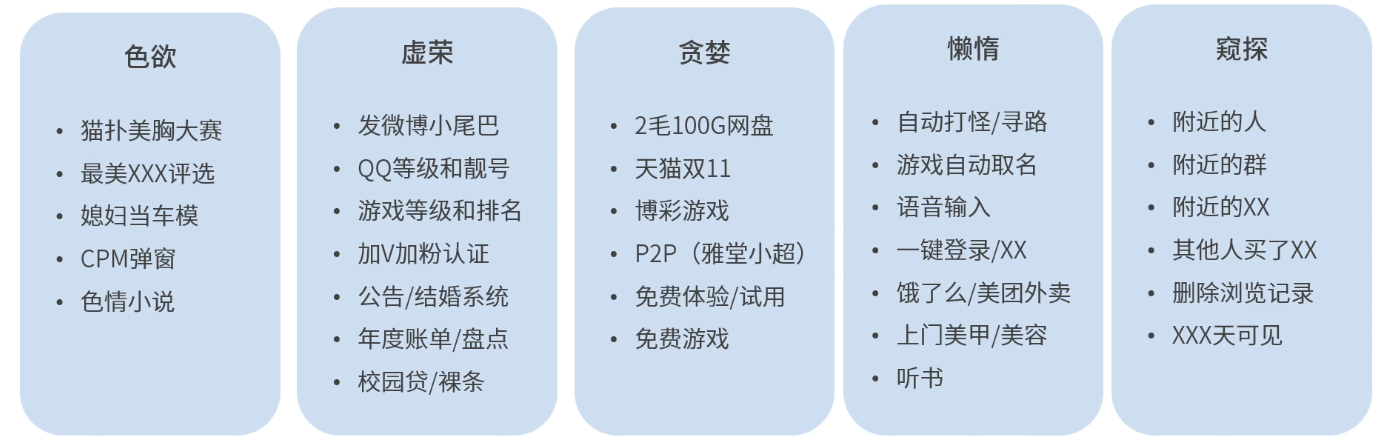 色欲
• 猫扑美胸大赛
• 最美XXX评选
• 媳妇当车模
• CPM弹窗
• 色情小说
虚荣
• 发微博小尾巴
• QQ等级和靓号
• 游戏等级和排名
• 加V加粉认证
• 公告/结婚系统
• 年度账单/盘点
• 校园贷/裸条
贪婪
• 2毛100G网盘
• 天猫双11
• 博彩游戏
• P2P（雅堂小超）
• 免费体验/试用
• 免费游戏
懒惰
• 自动打怪/寻路
• 游戏自动取名
• 语音输入
• 一键登录/XX
• 饿了么/美团外卖
• 上门美甲/美容
• 听书
窥探
• 附近的人
• 附近的群
• 附近的XX
• 其他人买了XX
• 删除浏览记录
• XXX天可见